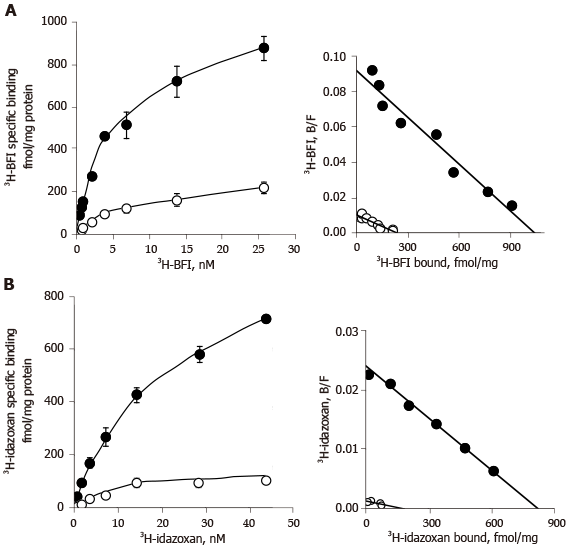 A
³H-BFI specific binding
fmol/mg protein
1000
800
600
400
200
0
0 5 10 15 20 25 30
³H-BFI, nM
³H-BFI, B/F
0.10
0.08
0.06
0.04
0.02
0.00
0 300 600 900
³H-BFI bound, fmol/mg
B
³H-idazoxan specific binding
fmol/mg protein
800
600
400
200
0
0 10 20 30 40 50
³H-idazoxan, nM
³H-idazoxan, B/F
0.03
0.02
0.01
0.00
0 200 400 600 800
³H-idazoxan bound, fmol/mg